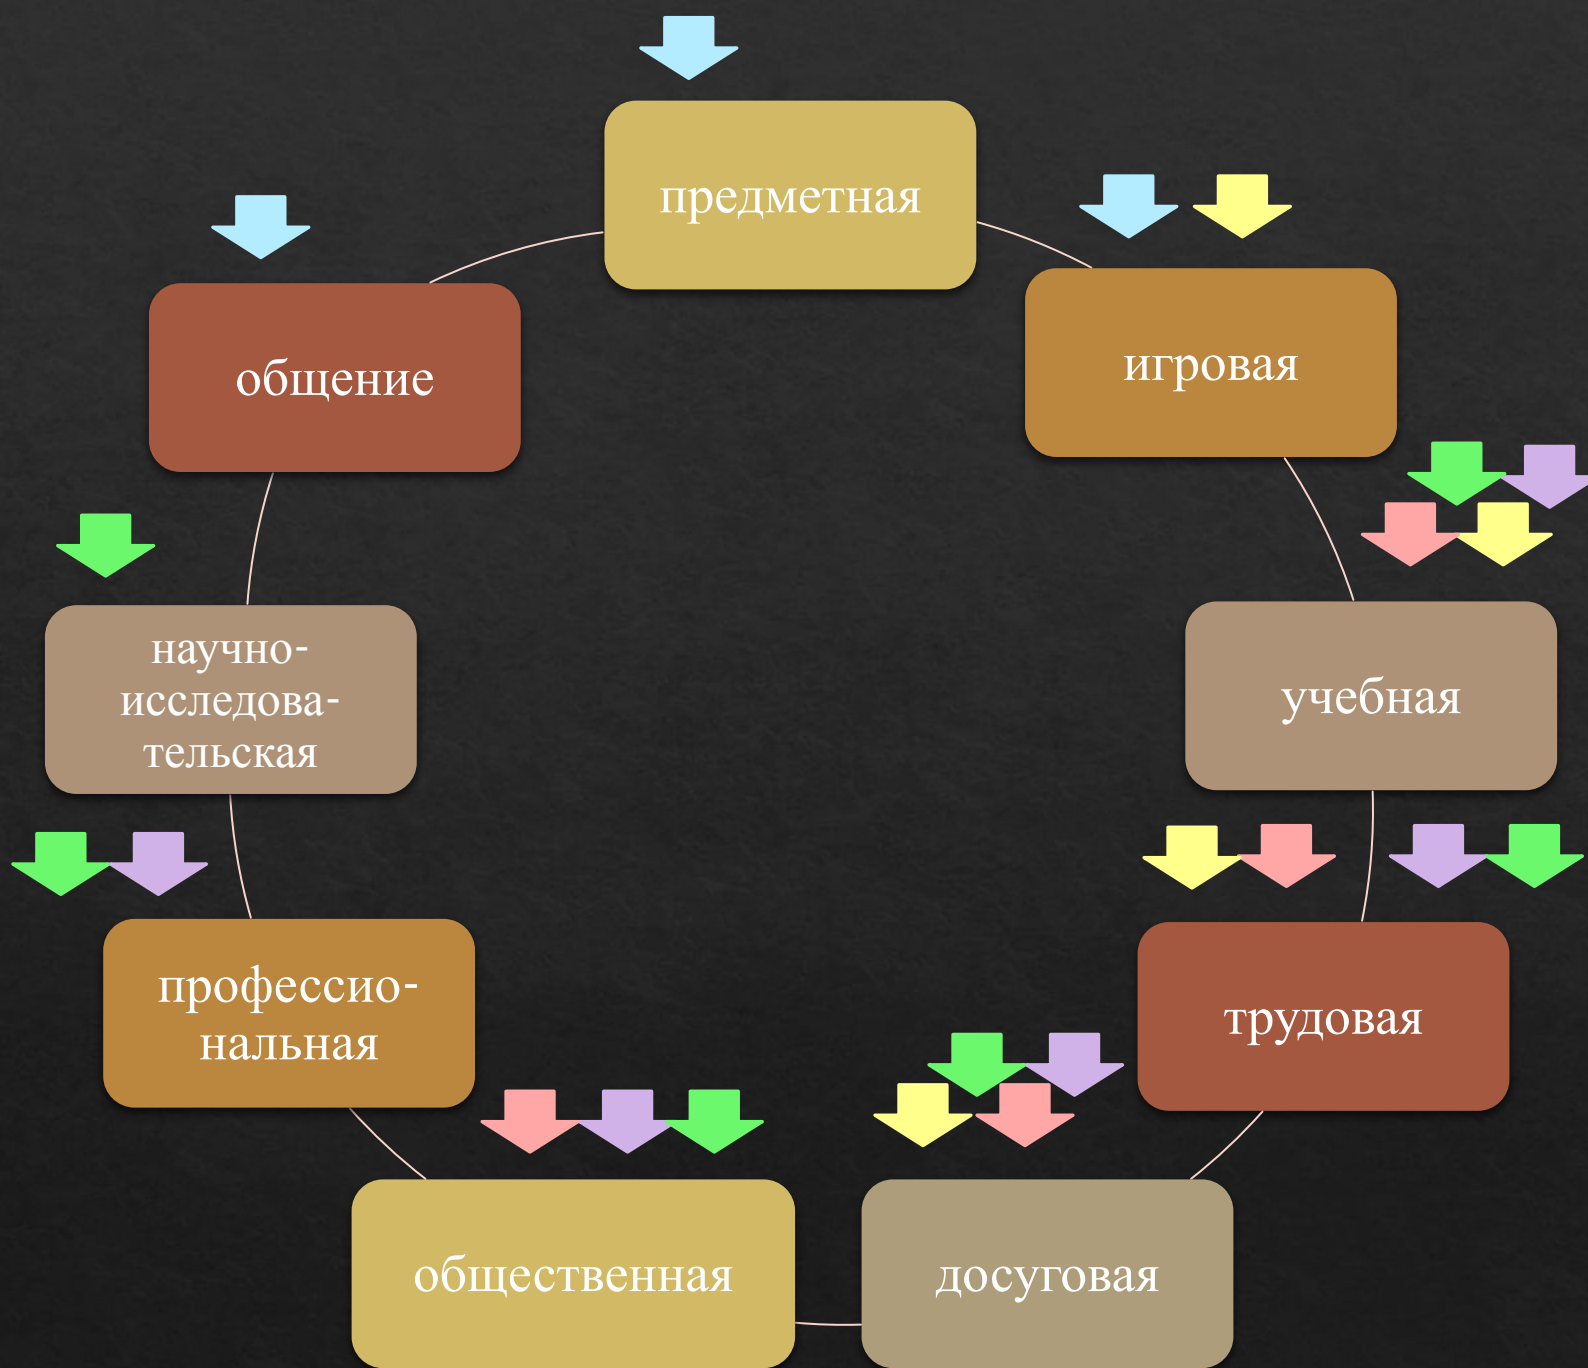 предметная
игровая
общение
учебная
научно-
исследова-
тельская
трудовая
профессио-
нальная
досуговая
общественная